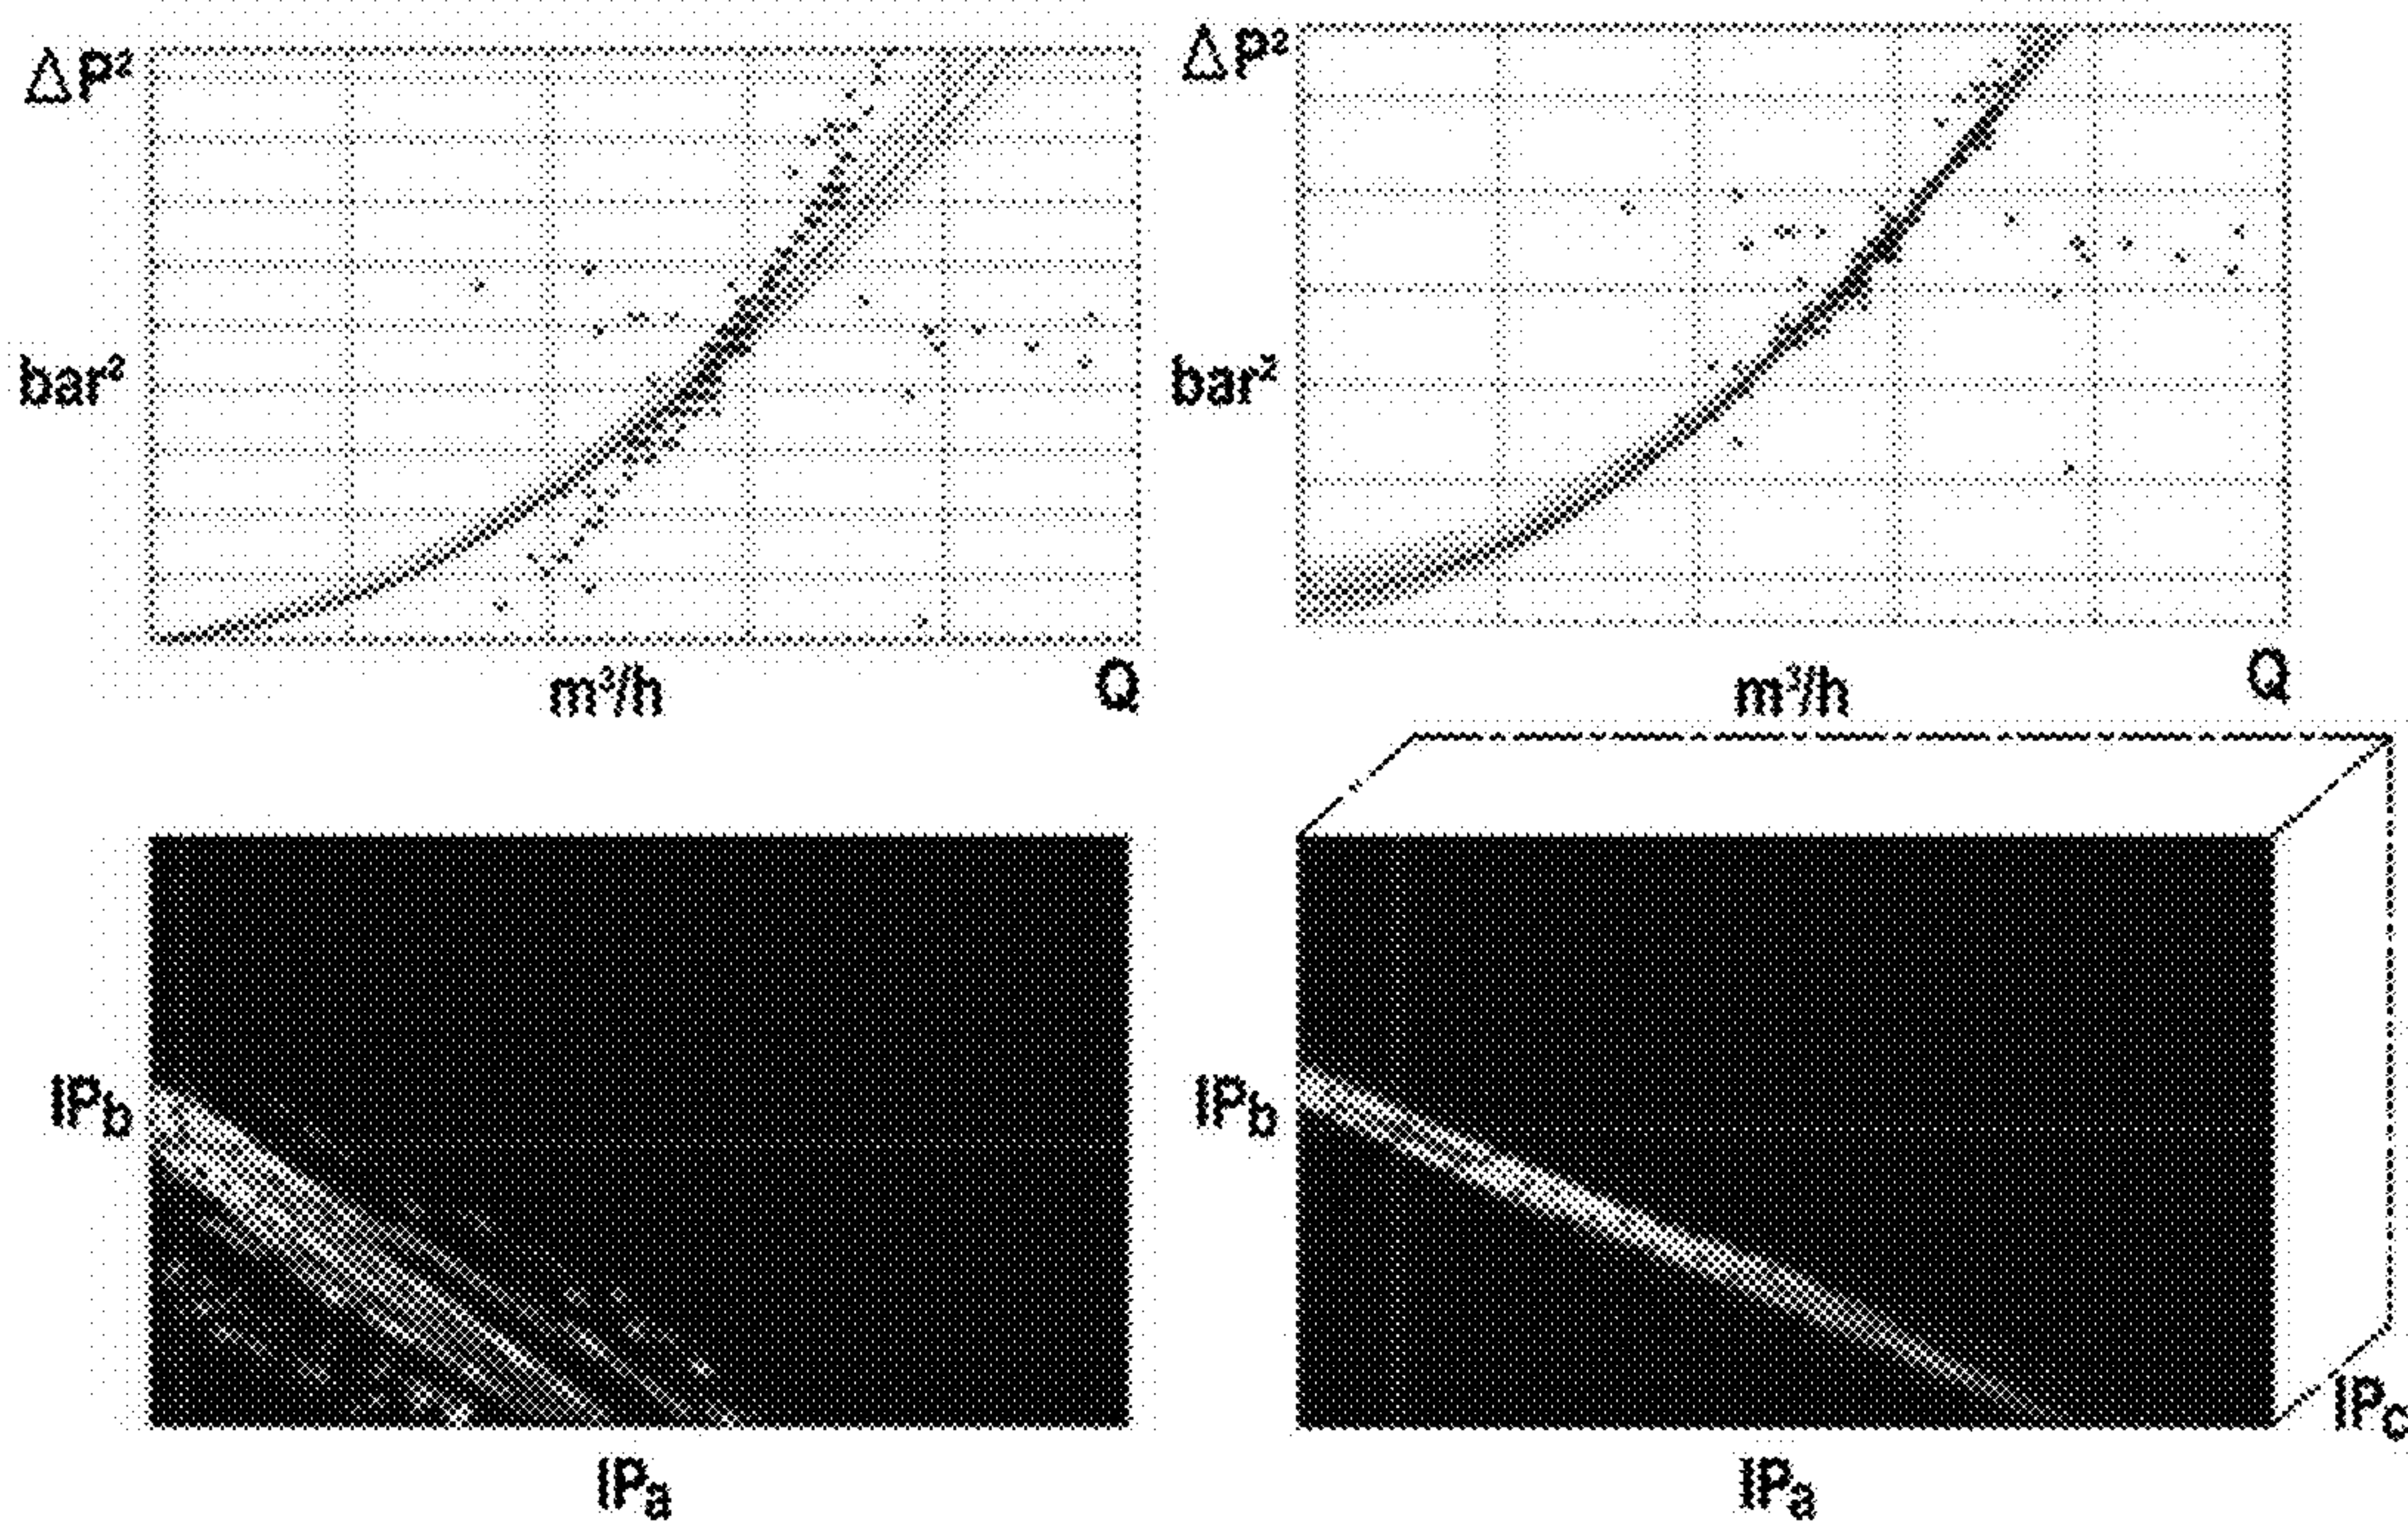 ΔP²
ΔP²
bar²
bar²
m³/h
Q
m³/h
Q
IPb
IPb
IPc
IPa
IPa